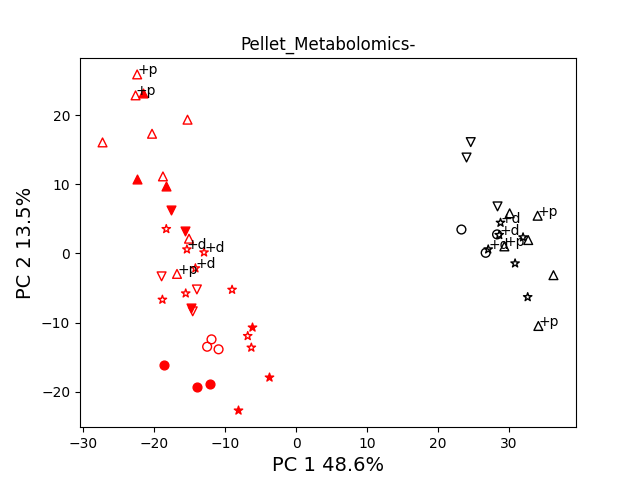 Pellet_Metabolomics-
+p
+p
+p
+d
+d
+d
+d
+p
+d
+d
+p
+p
20
10
0
−10
−20
PC 2 13.5%
−30
−20
−10
0
10
20
30
PC 1 48.6%